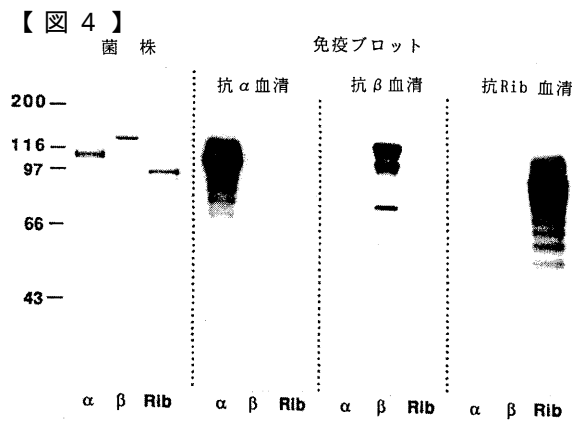 【図4】
菌 株
免疫ブロット
抗α血清
抗β血清
抗Rib 血清
200
116
97
66
43
α β Rib
α β Rib
α β Rib
α β Rib